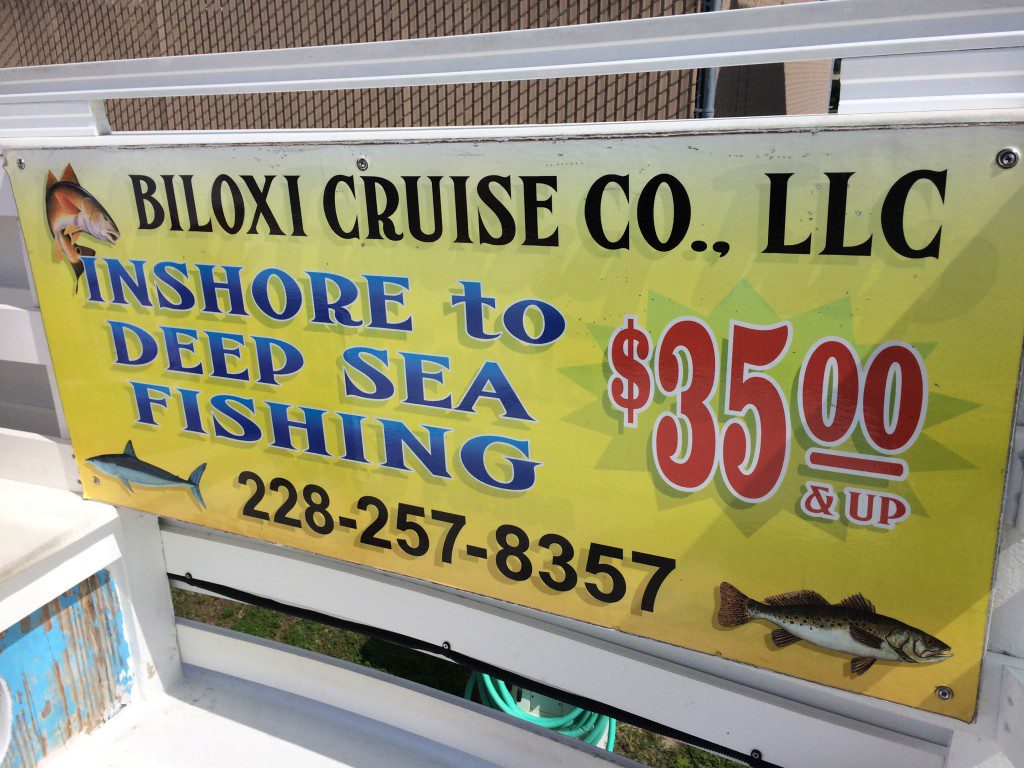 BILOXI CRUISE CO., LLC
INSHORE to
DEEP SEA
FISHING
$35.00
& UP
228-257-8357